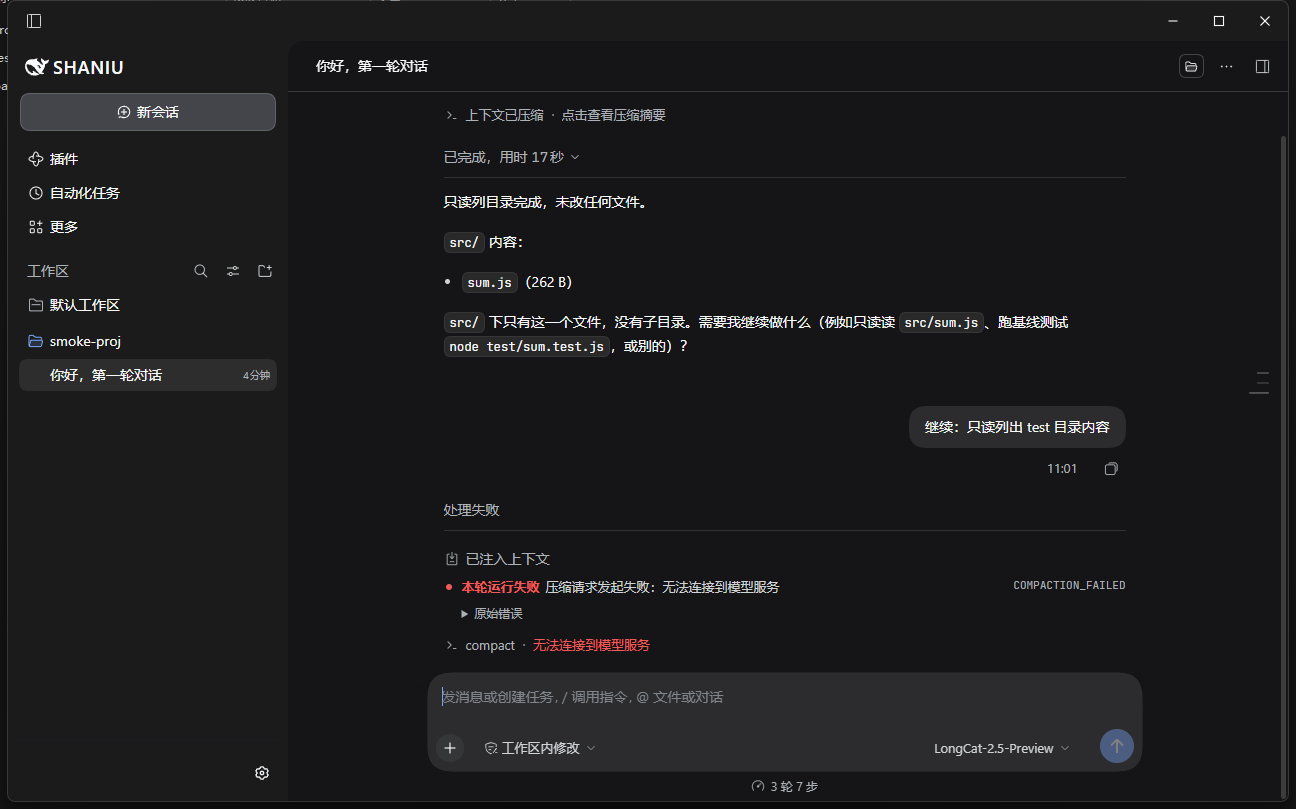 SHANIU
新会话
插件
自动化任务
更多
工作区
默认工作区
smoke-proj
你好，第一轮对话 4分钟
你好，第一轮对话
上下文已压缩 · 点击查看压缩摘要
已完成，用时 17秒
只读列目录完成，未改任何文件。
src/ 内容：
• sum.js （262 B）
src/ 下只有这一个文件，没有子目录。需要我继续做什么（例如只读读 src/sum.js、跑基线测试
node test/sum.test.js，或别的）？
继续：只读列出 test 目录内容
11:01
处理失败
已注入上下文
本轮运行失败 压缩请求发起失败：无法连接到模型服务 COMPACTION_FAILED
原始错误
compact · 无法连接到模型服务
发消息或创建任务, / 调用指令, @ 文件或对话
工作区内修改 LongCat-2.5-Preview
3 轮 7 步